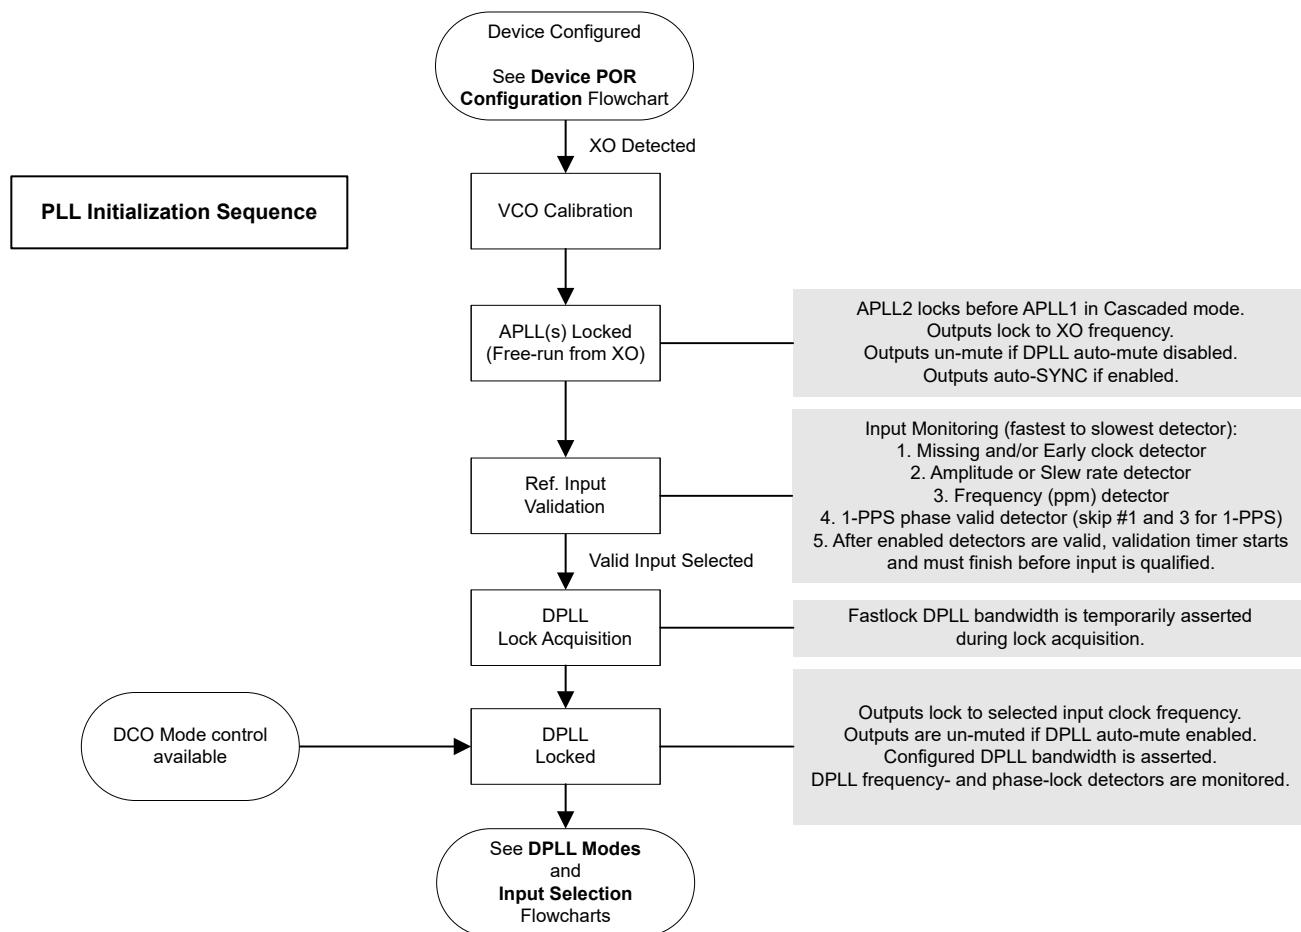 Device Configured
See Device POR
Configuration Flowchart
XO Detected
PLL Initialization Sequence
VCO Calibration
APLL(s) Locked
(Free-run from XO)
APLL2 locks before APLL1 in Cascaded mode.
Outputs lock to XO frequency.
Outputs un-mute if DPLL auto-mute disabled.
Outputs auto-SYNC if enabled.
Ref. Input
Validation
Input Monitoring (fastest to slowest detector):
1. Missing and/or Early clock detector
2. Amplitude or Slew rate detector
3. Frequency (ppm) detector
4. 1-PPS phase valid detector (skip #1 and 3 for 1-PPS)
5. After enabled detectors are valid, validation timer starts
and must finish before input is qualified.
Valid Input Selected
DPLL
Lock Acquisition
Fastlock DPLL bandwidth is temporarily asserted
during lock acquisition.
DCO Mode control
available
DPLL
Locked
Outputs lock to selected input clock frequency.
Outputs are un-muted if DPLL auto-mute enabled.
Configured DPLL bandwidth is asserted.
DPLL frequency- and phase-lock detectors are monitored.
See DPLL Modes
and
Input Selection
Flowcharts